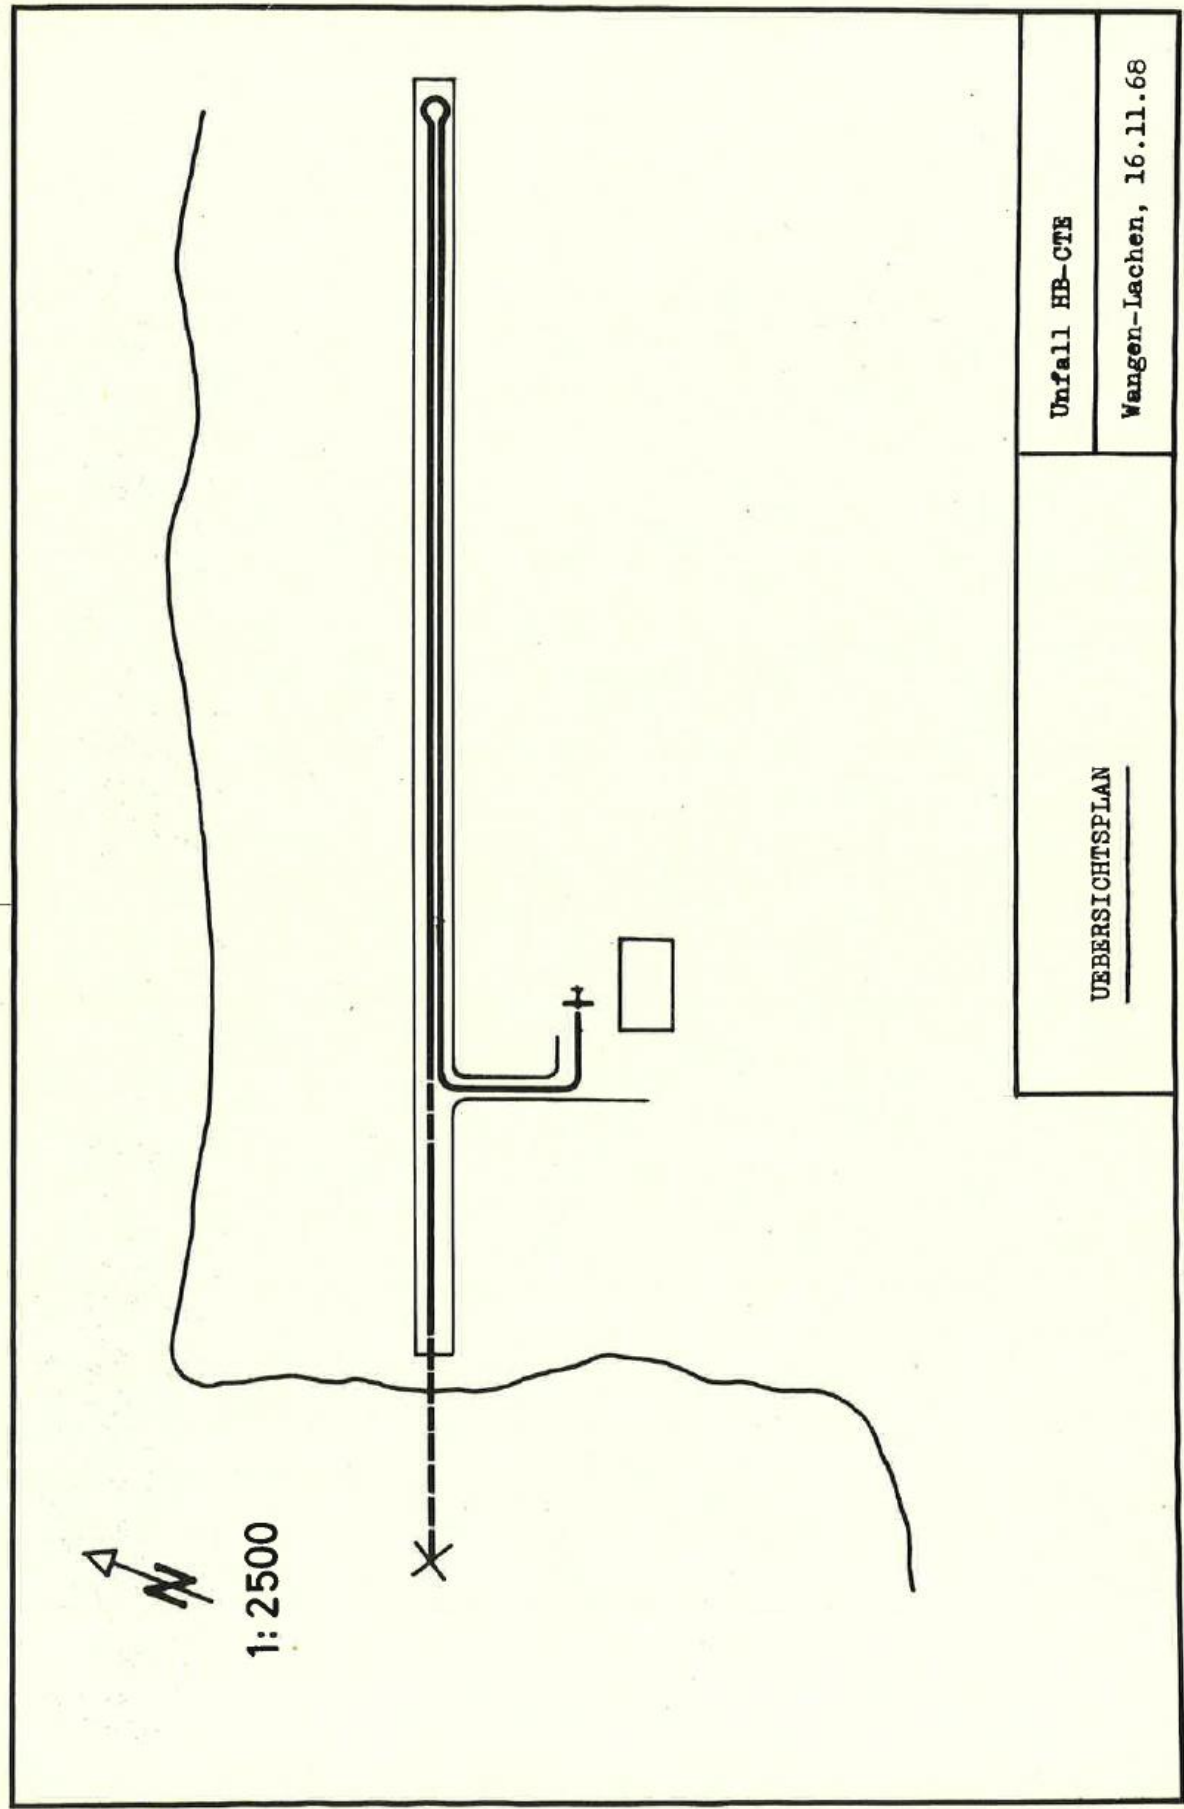 N
1:2500
UEBERSICHTSPLAN
Unfall HB-CTE
Wangen-Lachen, 16.11.68